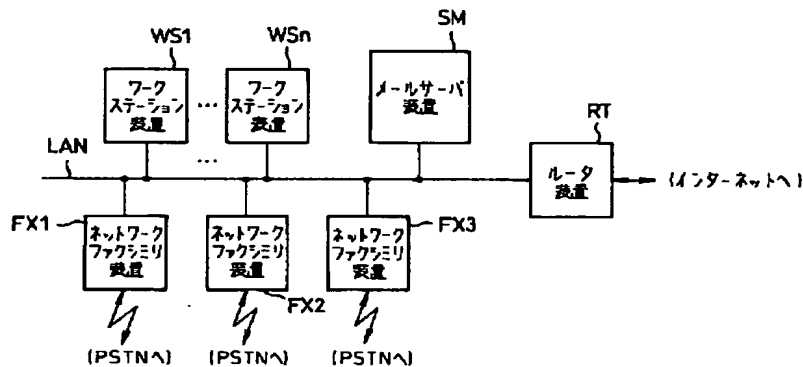 WS1
WSn
SM
ワーク
ステーション
装置
…
ワーク
ステーション
装置
メールサーバ
装置
RT
LAN
…
ルータ
装置
(インターネットへ)
FX1
ネットワーク
ファクシミリ
装置
ネットワーク
ファクシミリ
装置
FX2
ネットワーク
ファクシミリ
装置
FX3
(PSTNへ)
(PSTNへ)
(PSTNへ)